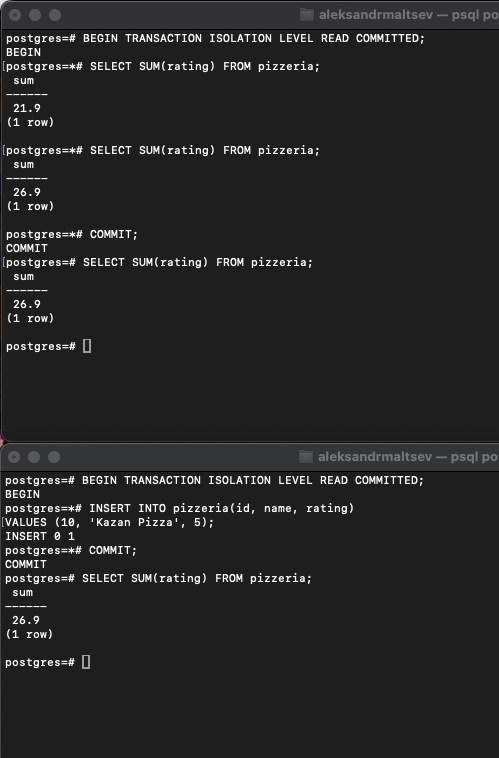 aleksandrmaltsev — psql po
postgres=# BEGIN TRANSACTION ISOLATION LEVEL READ COMMITTED;
BEGIN
postgres=*# SELECT SUM(rating) FROM pizzeria;
sum
------
21.9
(1 row)
postgres=*# SELECT SUM(rating) FROM pizzeria;
sum
------
26.9
(1 row)
postgres=*# COMMIT;
COMMIT
postgres=# SELECT SUM(rating) FROM pizzeria;
sum
------
26.9
(1 row)
postgres=#
aleksandrmaltsev — psql po
postgres=# BEGIN TRANSACTION ISOLATION LEVEL READ COMMITTED;
BEGIN
postgres=*# INSERT INTO pizzeria(id, name, rating)
VALUES (10, 'Kazan Pizza', 5);
INSERT 0 1
postgres=*# COMMIT;
COMMIT
postgres=# SELECT SUM(rating) FROM pizzeria;
sum
------
26.9
(1 row)
postgres=#